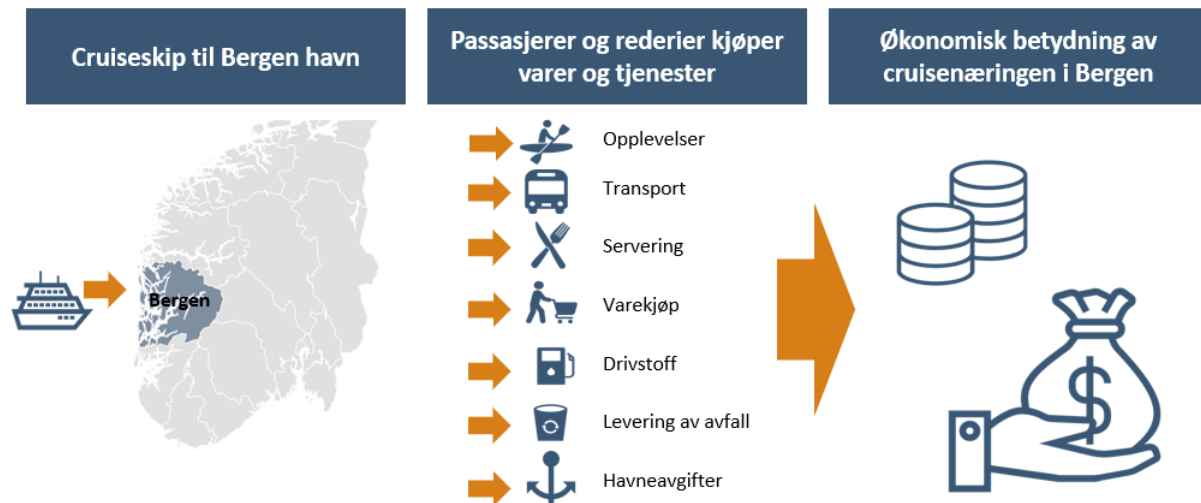 Cruiseskip til Bergen havn
Passasjerer og rederier kjøper
varer og tjenester
Økonomisk betydning av
cruisenæringen i Bergen
Bergen
Opplevelser
Transport
Servering
Varekjøp
Drivstoff
Levering av avfall
Havneavgifter
$